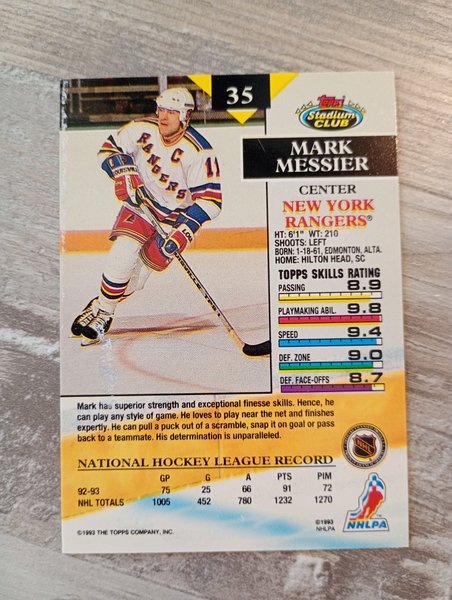 35
Topps
Stadium
CLUB
MARK
MESSIER
CENTER
NEW YORK
RANGERS®
HT: 6'1" WT: 210
SHOOTS: LEFT
BORN: 1-18-61, EDMONTON, ALTA.
HOME: HILTON HEAD, SC
TOPPS SKILLS RATING
PASSING 8.9
PLAYMAKING ABIL. 9.8
SPEED 9.4
DEF. ZONE 9.0
DEF. FACE-OFFS 8.7
C
RANGERS
11
Mark has superior strength and exceptional finesse skills. Hence, he
can play any style of game. He loves to play near the net and finishes
expertly. He can pull a puck out of a scramble, snap it on goal or pass
back to a teammate. His determination is unparalleled.
NATIONAL HOCKEY LEAGUE RECORD
GP G A PTS PIM
92-93 75 25 66 91 72
NHL TOTALS 1005 452 780 1232 1270
©1993 THE TOPPS COMPANY, INC.
©1993
NHLPA
NHL
NHLPA